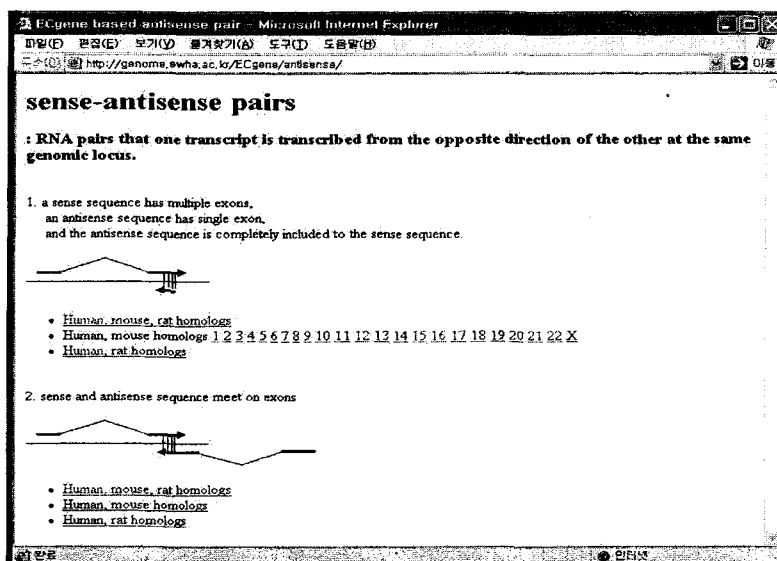 ECgene based antisense pair - Microsoft Internet Explorer
파일(F) 편집(E) 보기(V) 즐겨찾기(A) 도구(T) 도움말(H)
주소(D) http://genome.ewha.ac.kr/ECgene/antisense/ 이동
sense-antisense pairs
: RNA pairs that one transcript is transcribed from the opposite direction of the other at the same
genomic locus.
1. a sense sequence has multiple exons,
an antisense sequence has single exon,
and the antisense sequence is completely included to the sense sequence.
• Human, mouse, rat homologs
• Human, mouse homologs 1 2 3 4 5 6 7 8 9 10 11 12 13 14 15 16 17 18 19 20 21 22 X
• Human, rat homologs
2. sense and antisense sequence meet on exons
• Human, mouse, rat homologs
• Human, mouse homologs
• Human, rat homologs
완료 인터넷